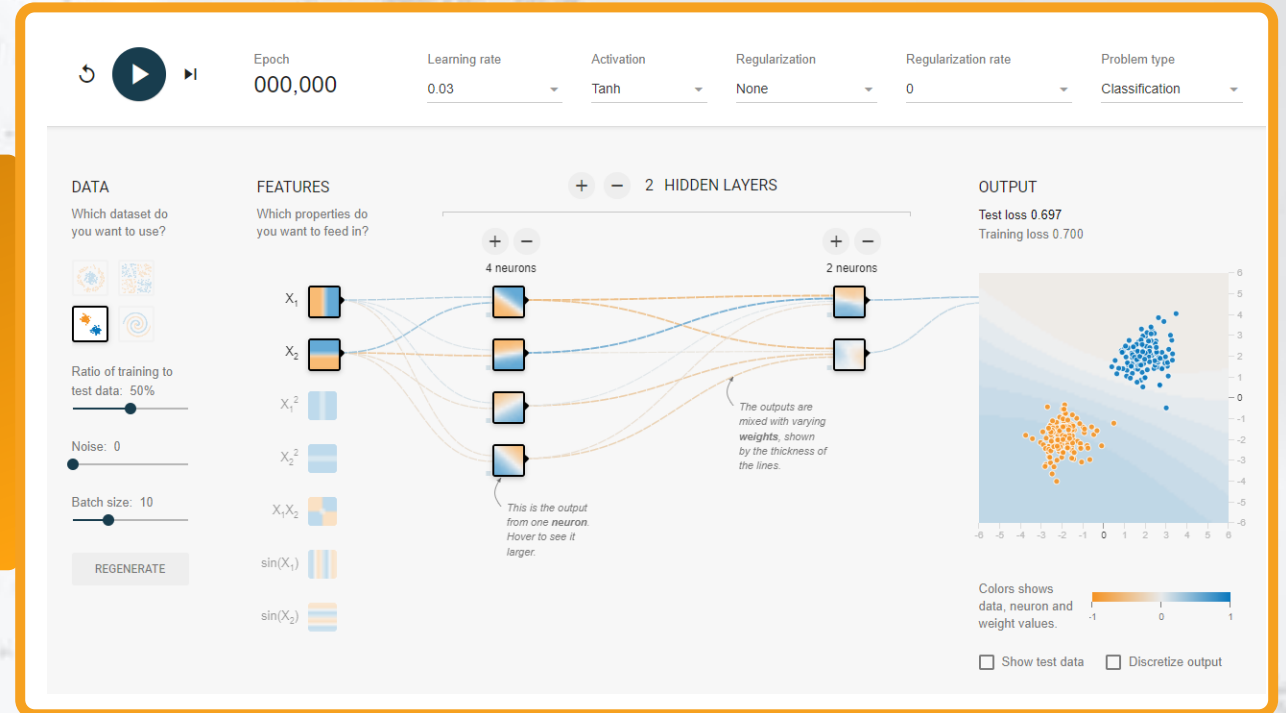 Epoch
000,000
Learning rate
0.03
Activation
Tanh
Regularization
None
Regularization rate
0
Problem type
Classification
DATA
Which dataset do
you want to use?
Ratio of training to
test data: 50%
Noise: 0
Batch size: 10
REGENERATE
FEATURES
Which properties do
you want to feed in?
X₁
X₂
X₁²
X₂²
X₁X₂
sin(X₁)
sin(X₂)
+ − 2 HIDDEN LAYERS
+ −
4 neurons
+ −
2 neurons
This is the output
from one neuron.
Hover to see it
larger.
The outputs are
mixed with varying
weights, shown
by the thickness of
the lines.
OUTPUT
Test loss 0.697
Training loss 0.700
6
5
4
3
2
1
0
-1
-2
-3
-4
-5
-6
-6 -5 -4 -3 -2 -1 0 1 2 3 4 5 6
Colors shows
data, neuron and
weight values.
-1 0 1
Show test data
Discretize output